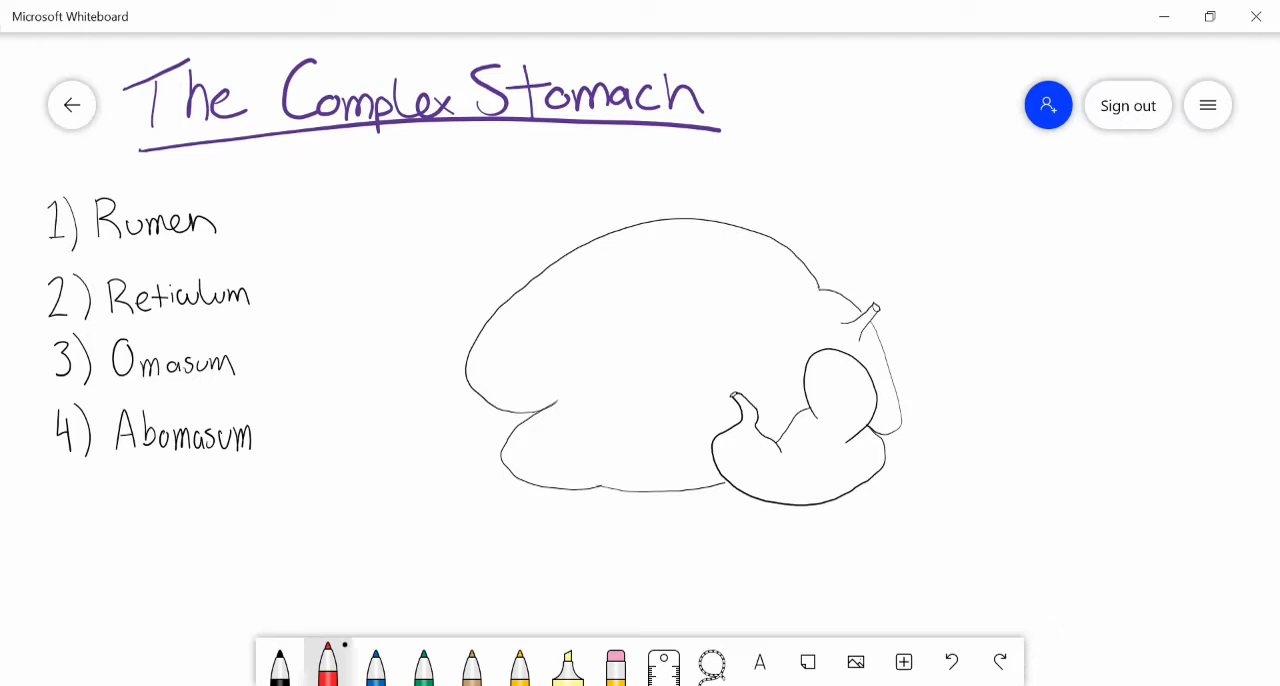 Microsoft Whiteboard
The Complex Stomach
Sign out
1) Rumen
2) Reticulum
3) Omasum
4) Abomasum